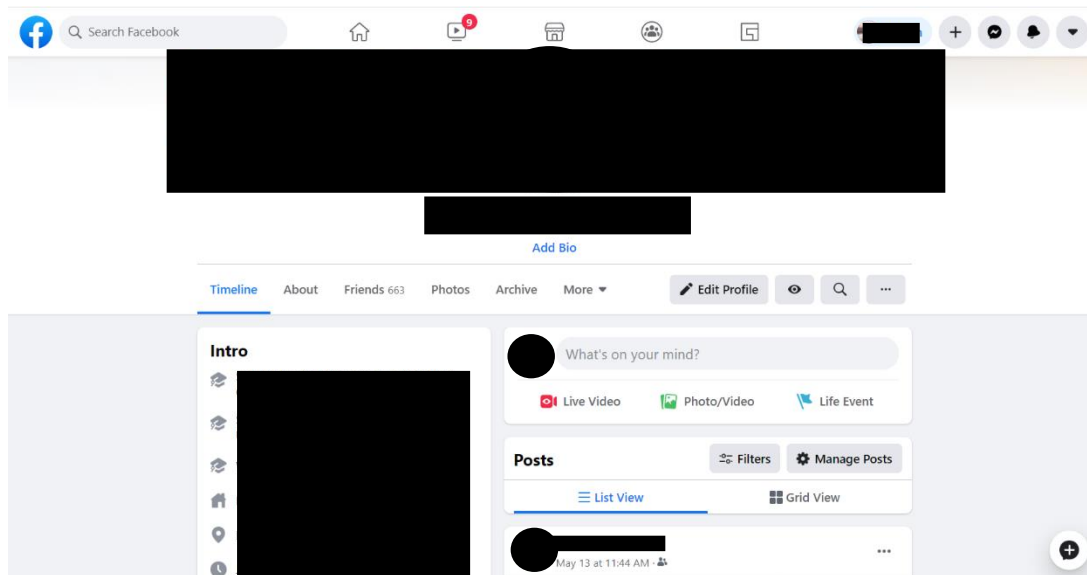 Search Facebook
9
Add Bio
Timeline About Friends 663 Photos Archive More Edit Profile ...
Intro
What's on your mind?
Live Video Photo/Video Life Event
Posts Filters Manage Posts
List View Grid View
May 13 at 11:44 AM ·